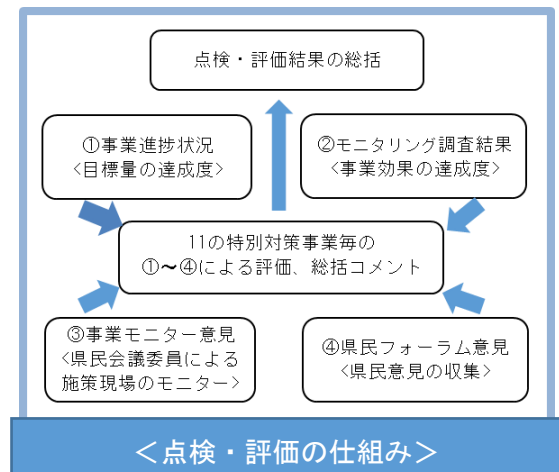 点検・評価結果の総括
①事業進捗状況
<目標量の達成度>
②モニタリング調査結果
<事業効果の達成度>
11の特別対策事業毎の
①～④による評価、総括コメント
③事業モニター意見
<県民会議委員による
施策現場のモニター>
④県民フォーラム意見
<県民意見の収集>
＜点検・評価の仕組み＞